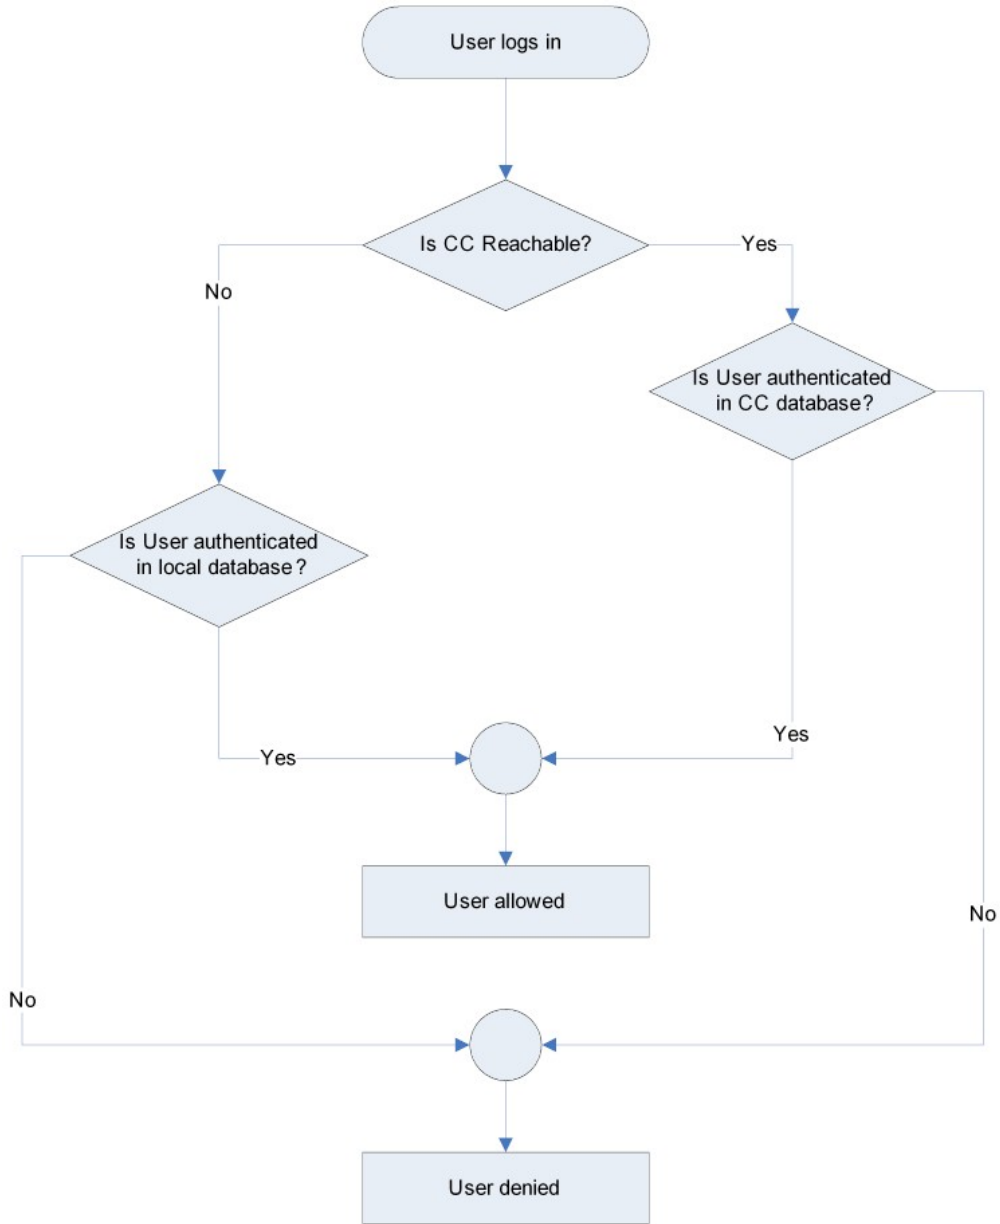 User logs in
Is CC Reachable?
Yes
No
Is User authenticated
in CC database?
Is User authenticated
in local database?
Yes
Yes
User allowed
No
No
User denied